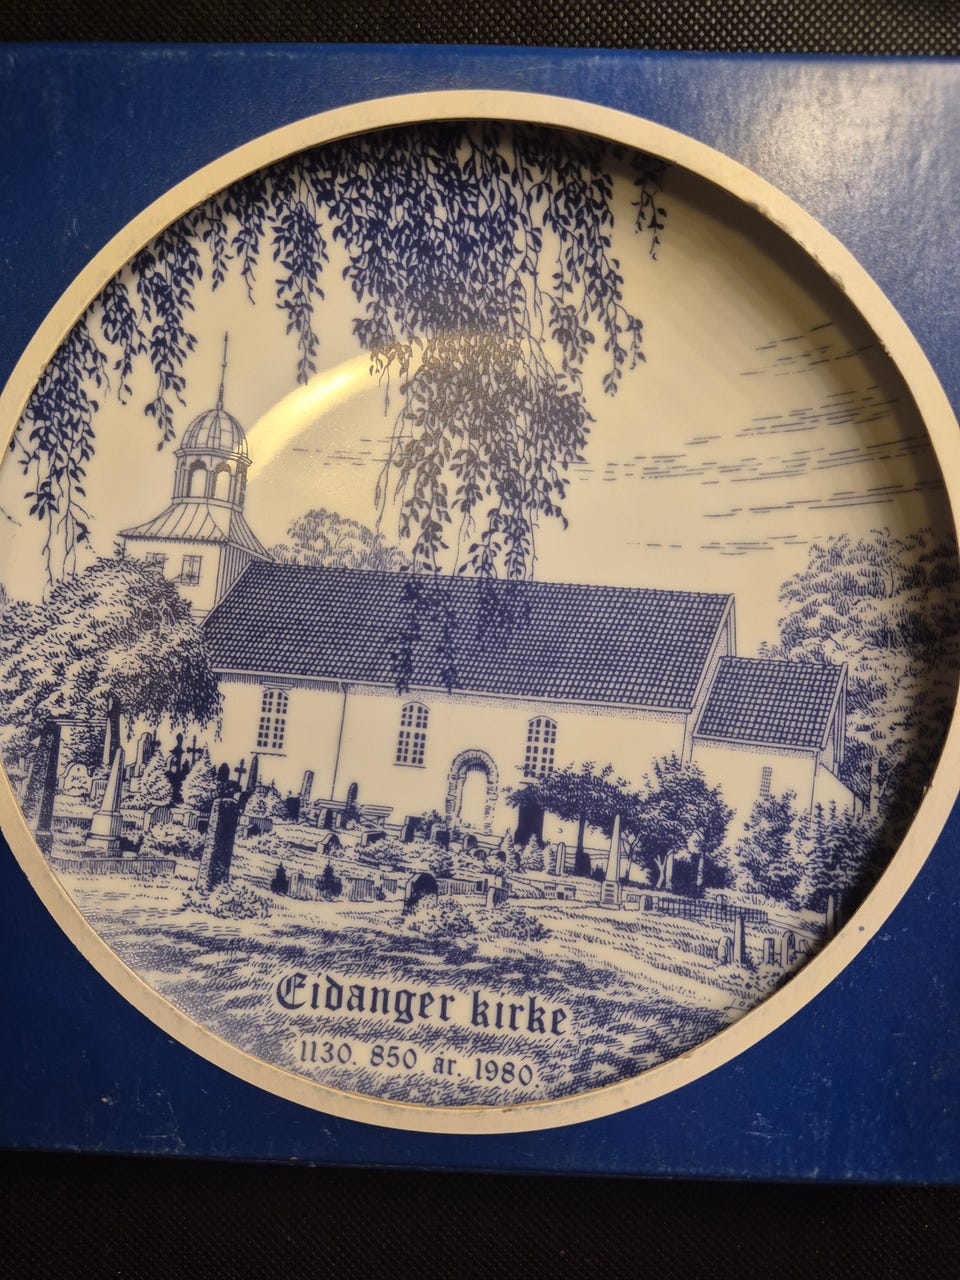 Eidanger kirke
1130. 850 år. 1980.